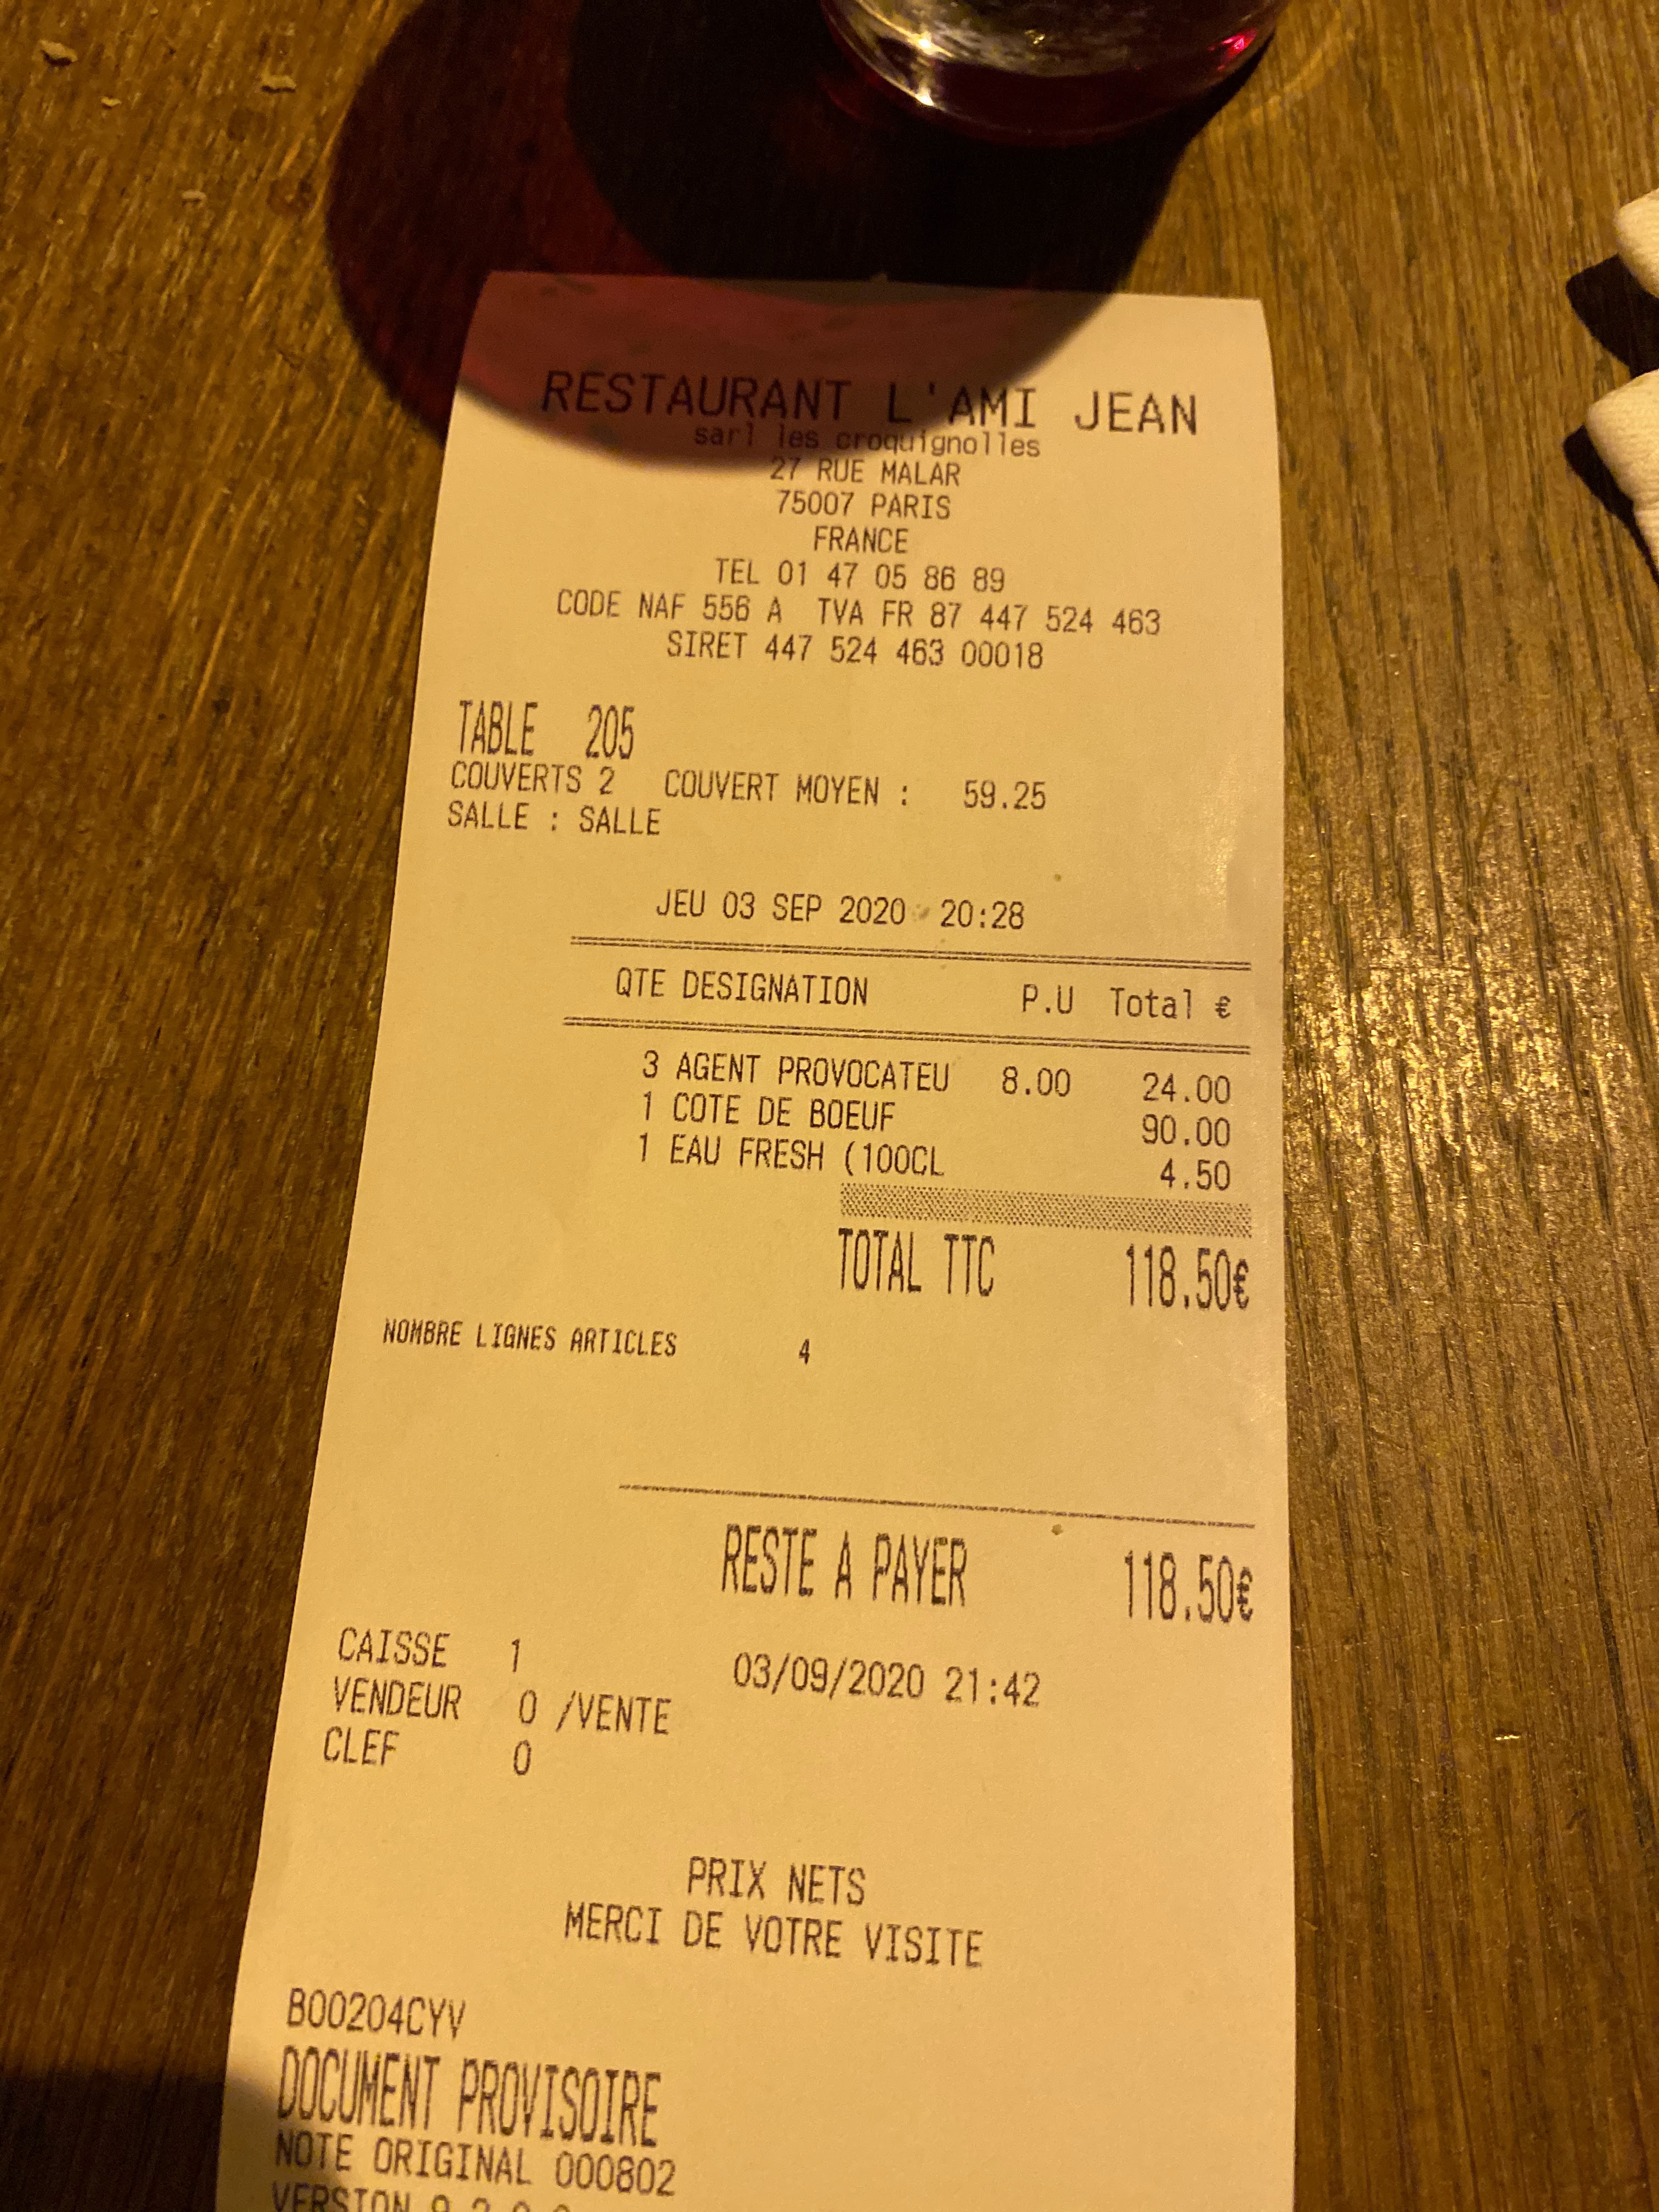 RESTAURANT L'AMI JEAN
sarl les croquignolles
27 RUE MALAR
75007 PARIS
FRANCE
TEL 01 47 05 86 89
CODE NAF 556 A TVA FR 87 447 524 463
SIRET 447 524 463 00018
TABLE 205
COUVERTS 2 COUVERT MOYEN : 59.25
SALLE : SALLE
JEU 03 SEP 2020 20:28
QTE DESIGNATION P.U Total €
3 AGENT PROVOCATEU 8.00 24.00
1 COTE DE BOEUF 90.00
1 EAU FRESH (100CL 4.50
TOTAL TTC 118.50€
NOMBRE LIGNES ARTICLES 4
RESTE A PAYER 118.50€
CAISSE 1
03/09/2020 21:42
VENDEUR 0 /VENTE
CLEF 0
PRIX NETS
MERCI DE VOTRE VISITE
B00204CYV
DOCUMENT PROVISOIRE
NOTE ORIGINAL 000802
VERSION